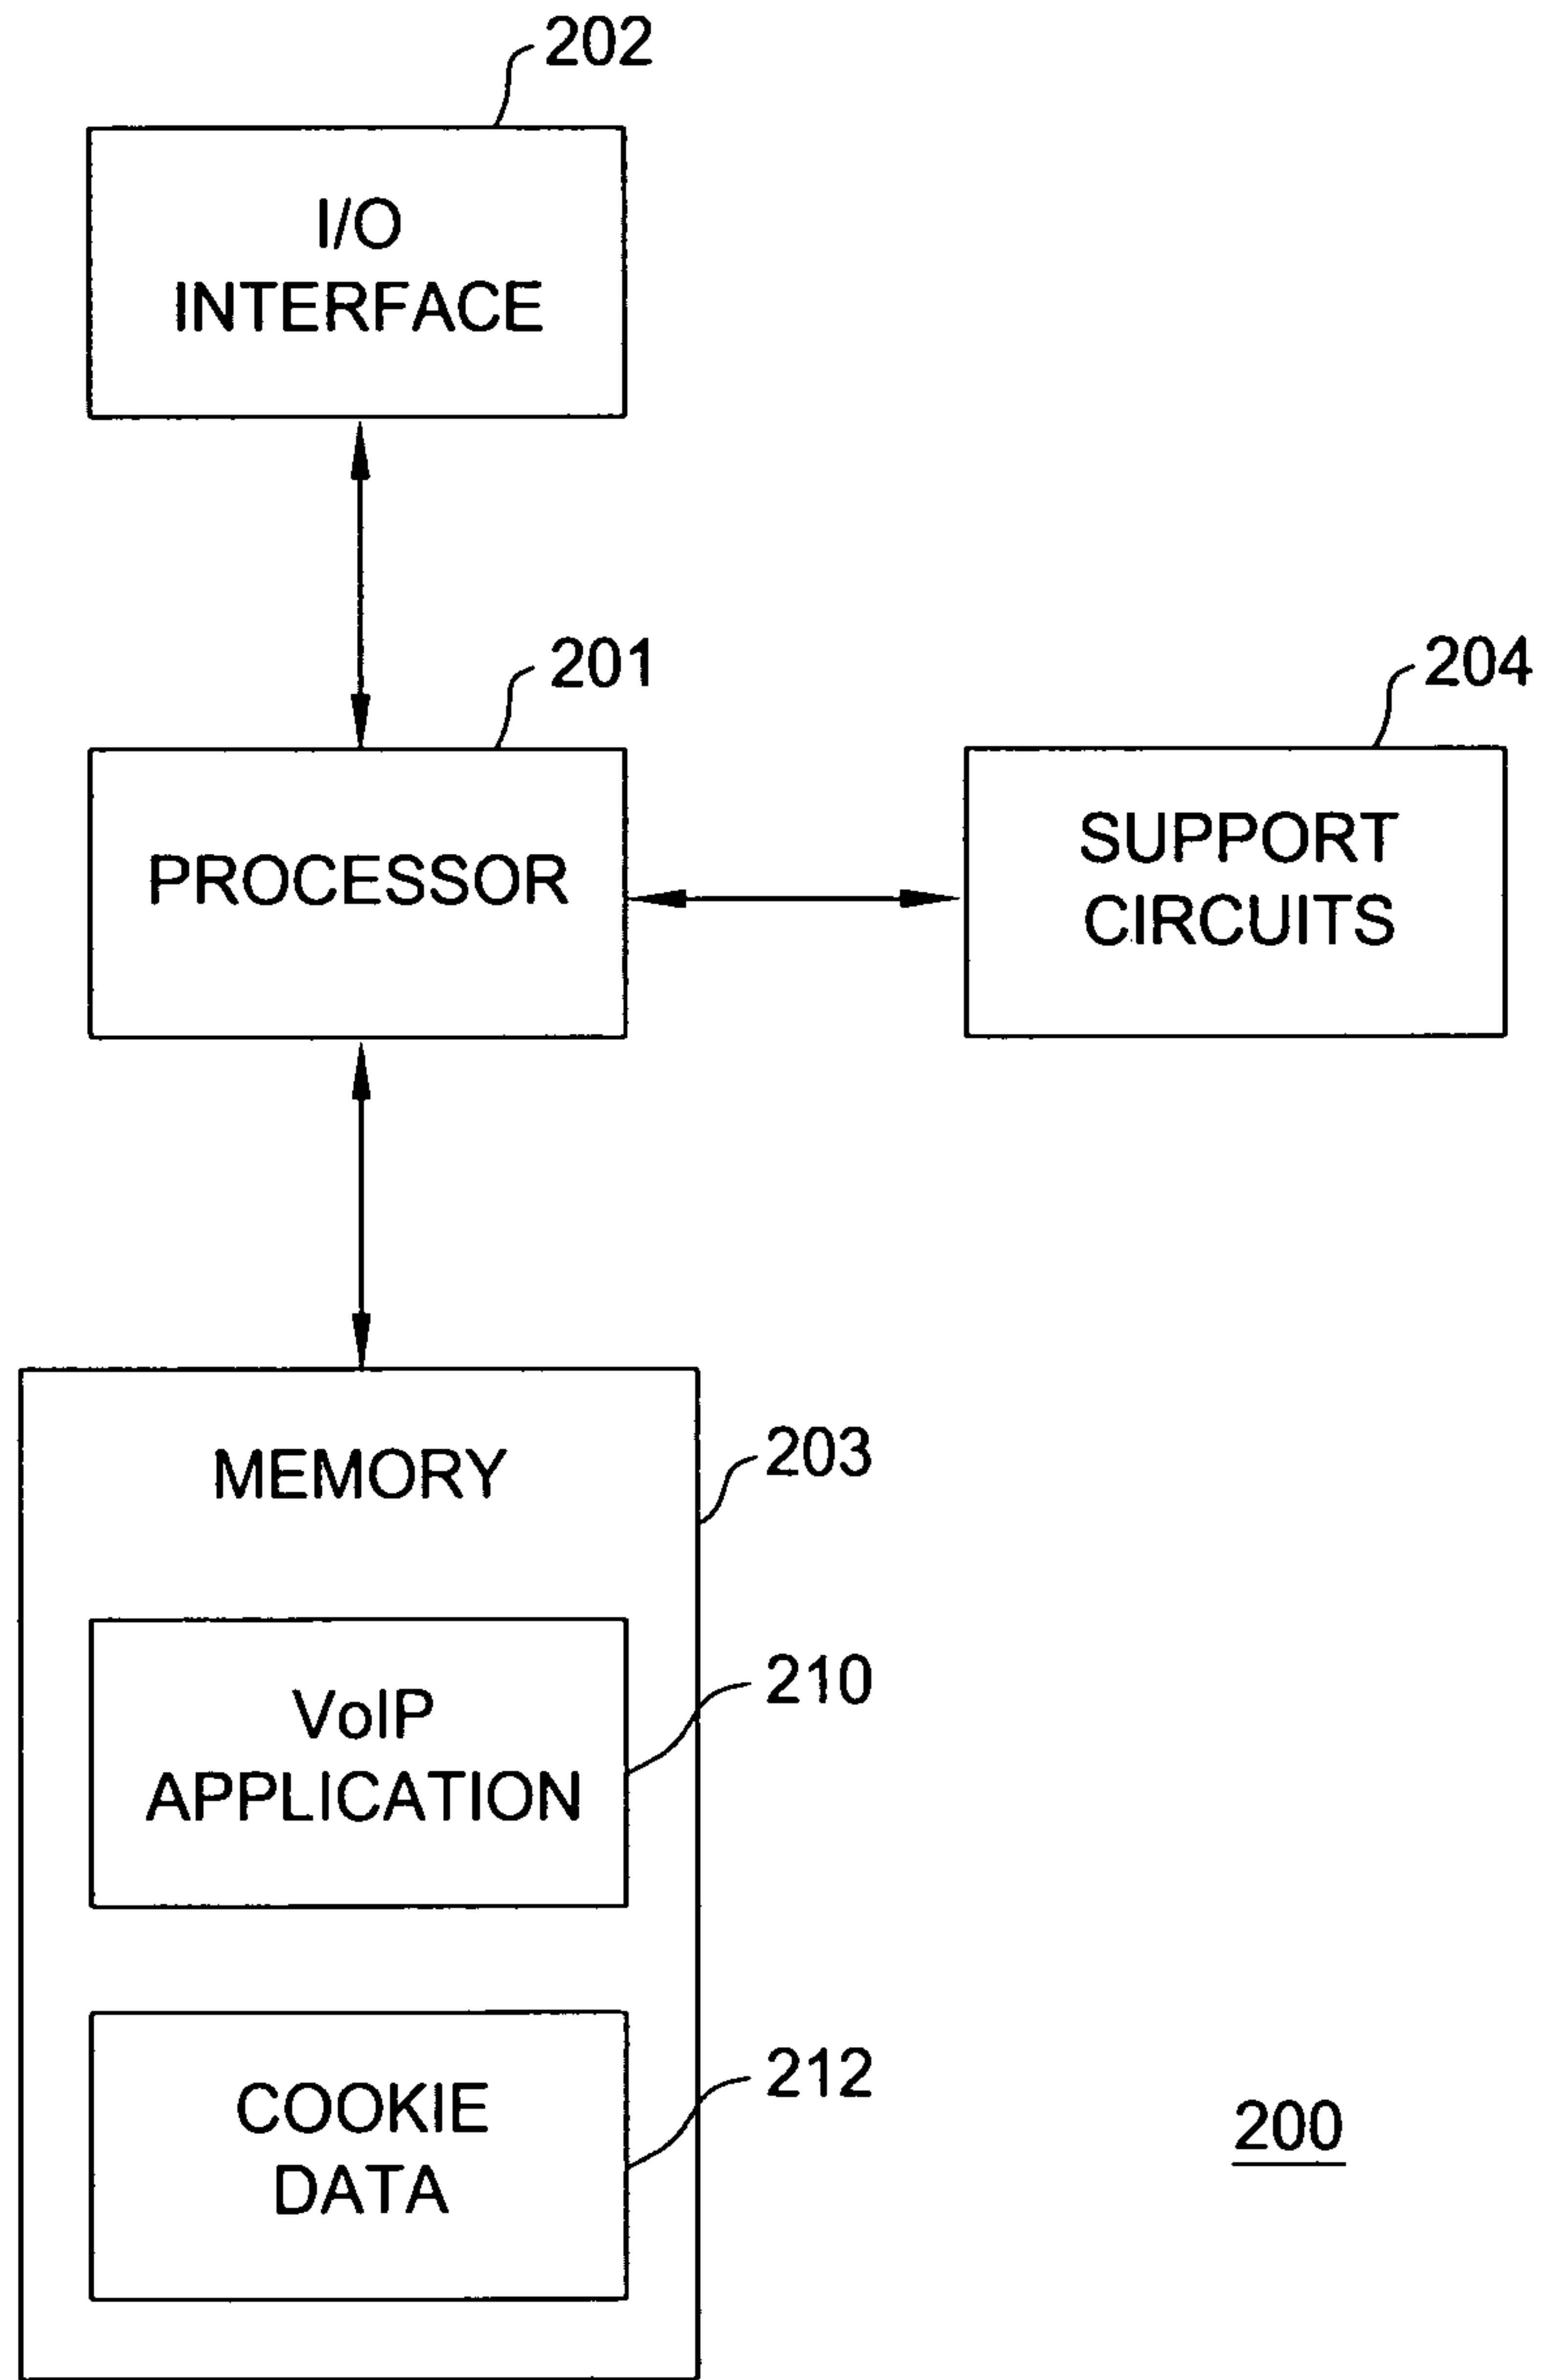 202
I/O
INTERFACE
201
PROCESSOR
204
SUPPORT
CIRCUITS
MEMORY
203
VoIP
APPLICATION
210
COOKIE
DATA
212
200